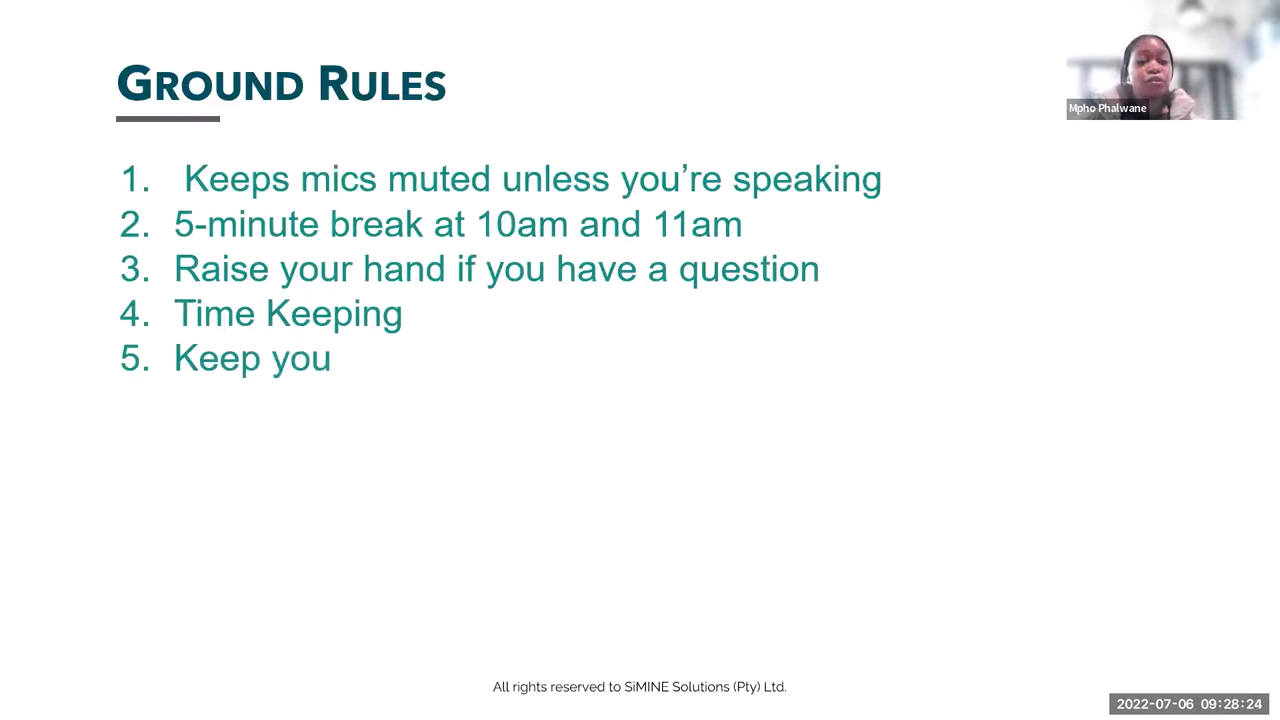 GROUND RULES
Mpho Phalwane
1. Keeps mics muted unless you’re speaking
2. 5-minute break at 10am and 11am
3. Raise your hand if you have a question
4. Time Keeping
5. Keep you
All rights reserved to SiMINE Solutions (Pty) Ltd.
2022-07-06 09:28:24